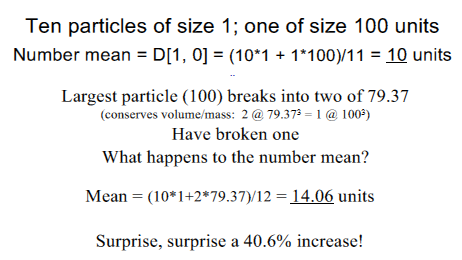 Ten particles of size 1; one of size 100 units
Number mean = D[1, 0] = (10*1 + 1*100)/11 = 10 units
..
Largest particle (100) breaks into two of 79.37
(conserves volume/mass: 2 @ 79.37³ = 1 @ 100³)
Have broken one
What happens to the number mean?
Mean = (10*1+2*79.37)/12 = 14.06 units
Surprise, surprise a 40.6% increase!